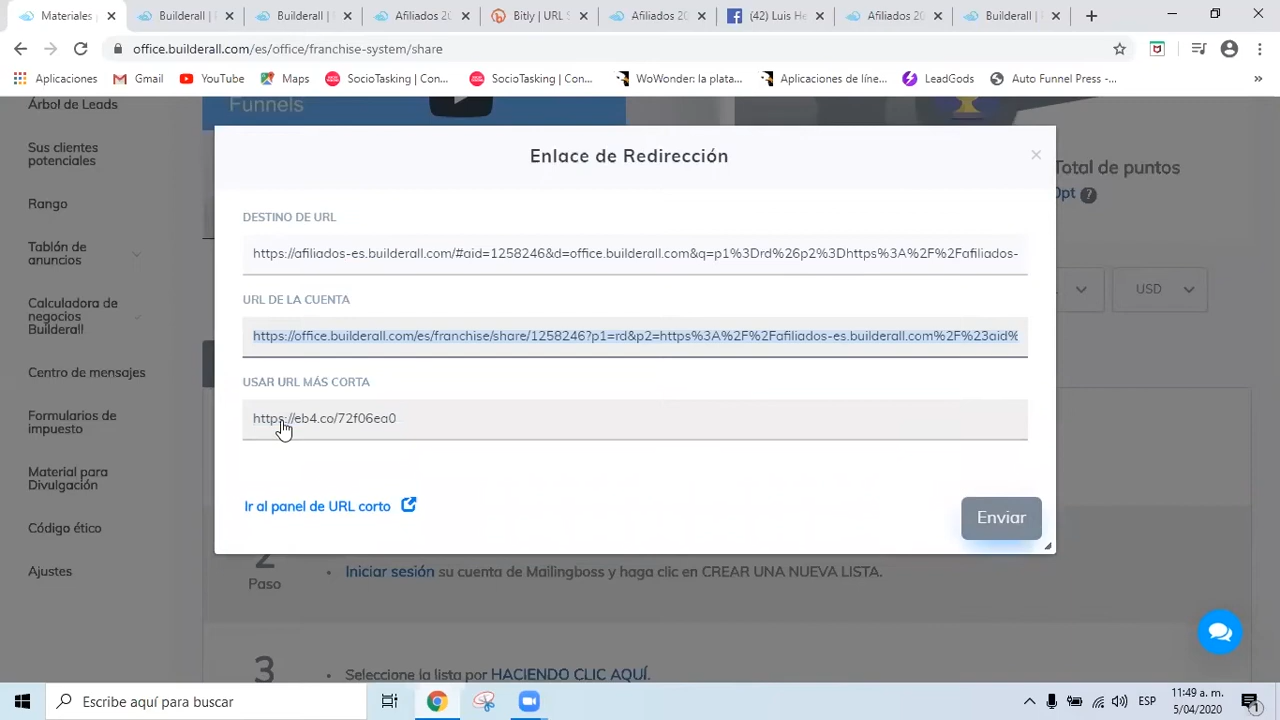 Materiales
Builderall | F
Builderall |
Afiliados 20
Bitly | URL S
Afiliados 20
(42) Luis He
Afiliados 20
Builderall | F
office.builderall.com/es/office/franchise-system/share
Aplicaciones
Gmail
YouTube
Maps
SocioTasking | Con...
SocioTasking | Con...
WoWonder: la plata...
Aplicaciones de líne...
LeadGods
Auto Funnel Press -...
»
Árbol de Leads
Sus clientes
potenciales
Rango
Tablón de
anuncios
Calculadora de
negocios
Builderall
Centro de mensajes
Formularios de
impuesto
Material para
Divulgación
Código ético
Ajustes
Funnels
Total de puntos
0pt ?
USD
Enlace de Redirección
×
DESTINO DE URL
https://afiliados-es.builderall.com/#aid=1258246&d=office.builderall.com&q=p1%3Drd%26p2%3Dhttps%3A%2F%2Fafiliados-
URL DE LA CUENTA
https://office.builderall.com/es/franchise/share/1258246?p1=rd&p2=https%3A%2F%2Fafiliados-es.builderall.com%2F%23aid%
USAR URL MÁS CORTA
https://eb4.co/72f06ea0
Ir al panel de URL corto
Enviar
2
Paso
• Iniciar sesión su cuenta de Mailingboss y haga clic en CREAR UNA NUEVA LISTA.
3
• Seleccione la lista por HACIENDO CLIC AQUÍ.
Escribe aquí para buscar
ESP
11:49 a. m.
5/04/2020
1